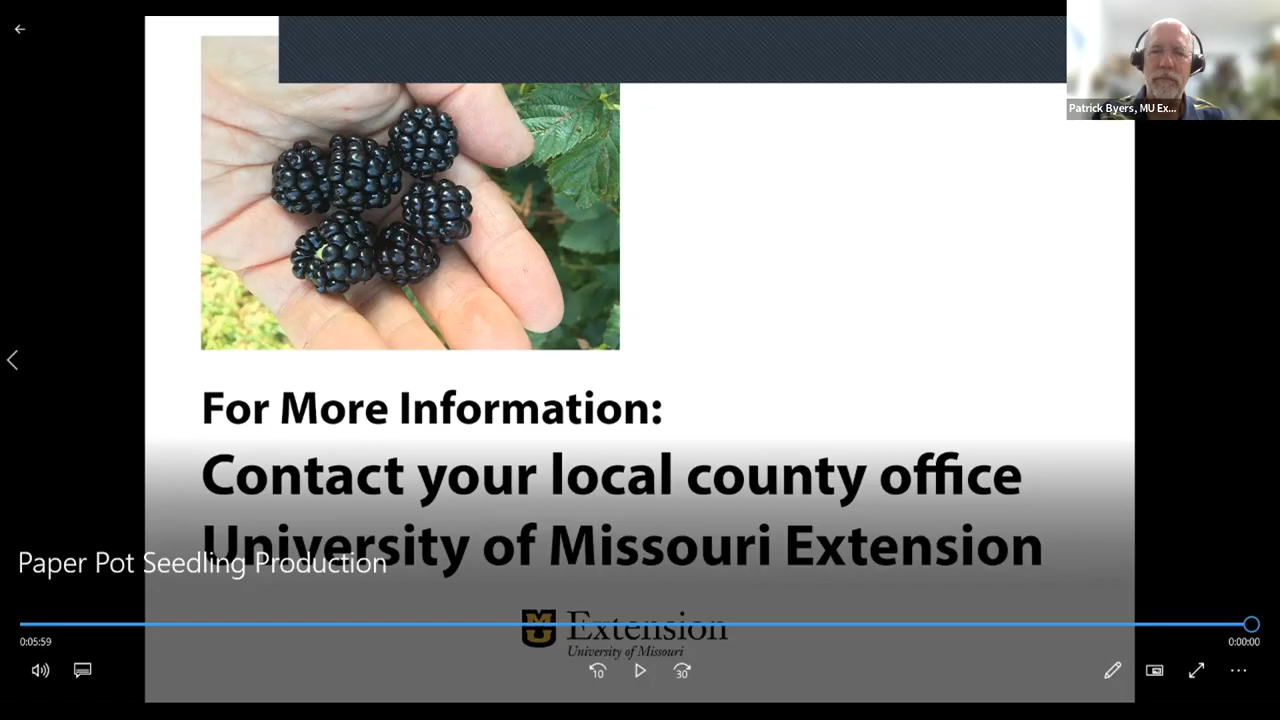 Patrick Byers, MU Ex...
For More Information:
Contact your local county office
University of Missouri Extension
Paper Pot Seedling Production
Extension
University of Missouri
0:05:59
0:00:00
10
30